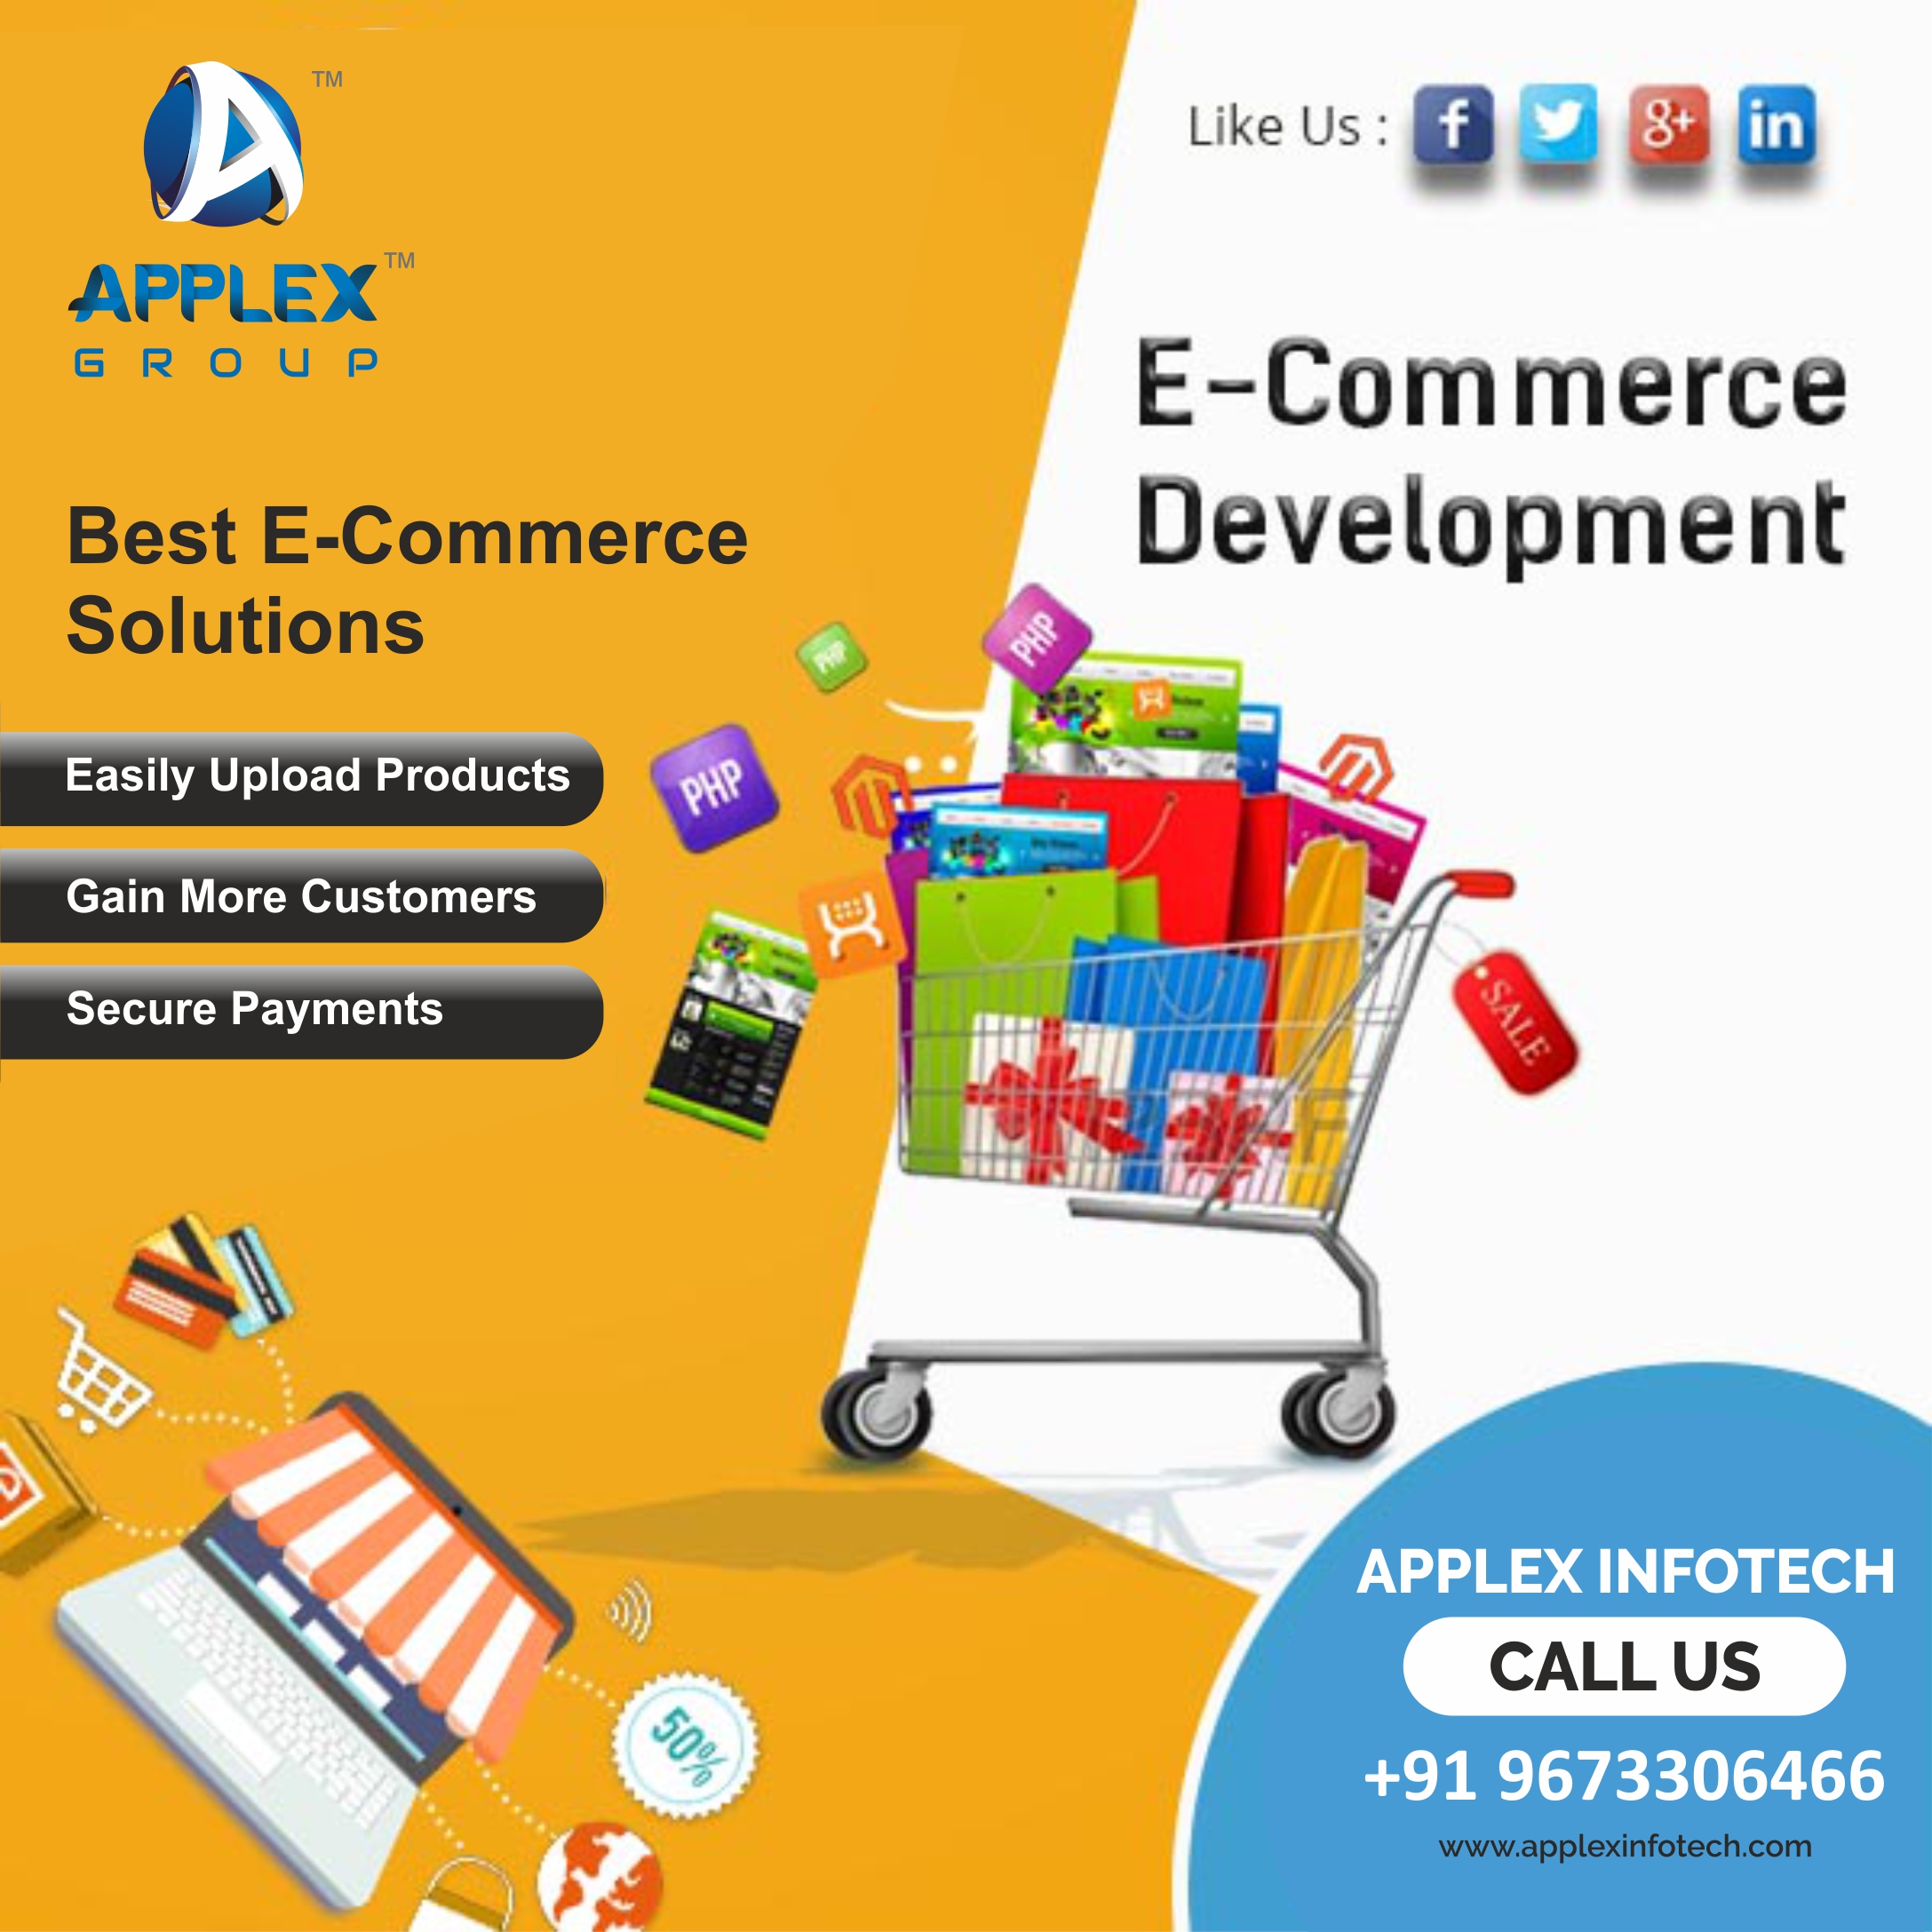 TM
APPLEX TM
GROUP
Like Us :
f
g+
in
E-Commerce
Development
Best E-Commerce
Solutions
Easily Upload Products
Gain More Customers
Secure Payments
PHP
PHP
PHP
SALE
50%
APPLEX INFOTECH
CALL US
+91 9673306466
www.applexinfotech.com